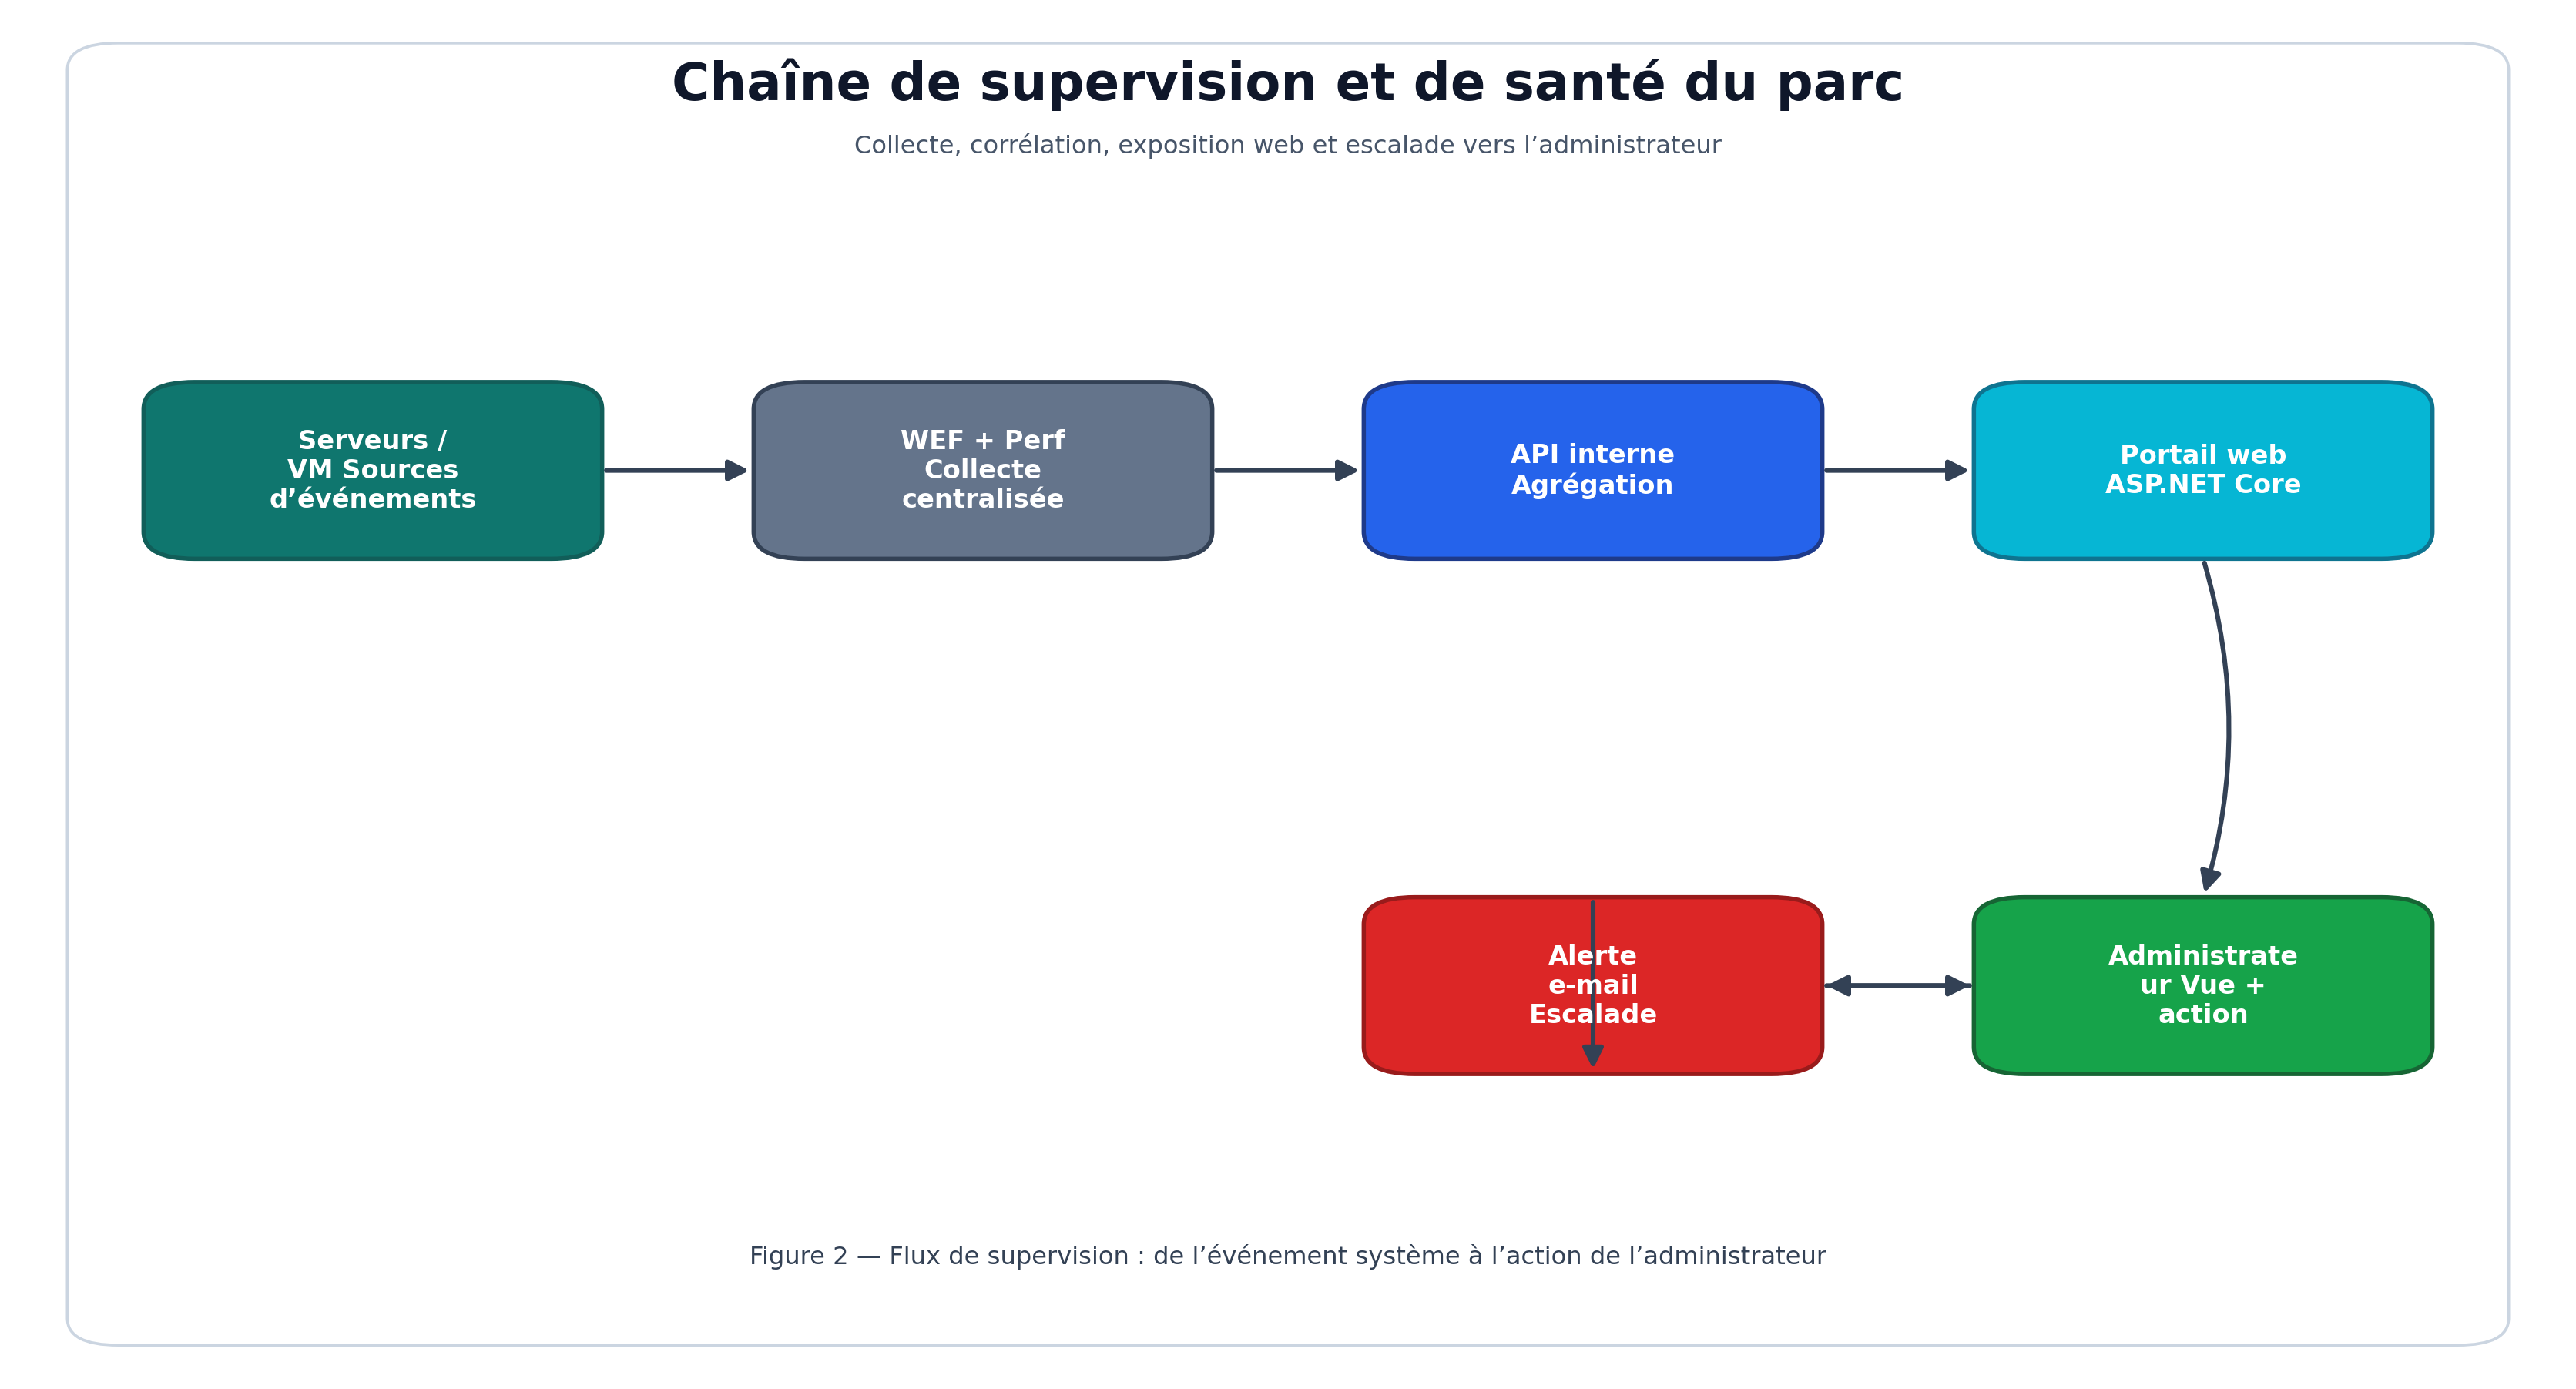 Chaîne de supervision et de santé du parc
Collecte, corrélation, exposition web et escalade vers l’administrateur
Serveurs /
VM Sources
d’événements
WEF + Perf
Collecte
centralisée
API interne
Agrégation
Portail web
ASP.NET Core
Alerte
e-mail
Escalade
Administrate
ur Vue +
action
Figure 2 — Flux de supervision : de l’événement système à l’action de l’administrateur